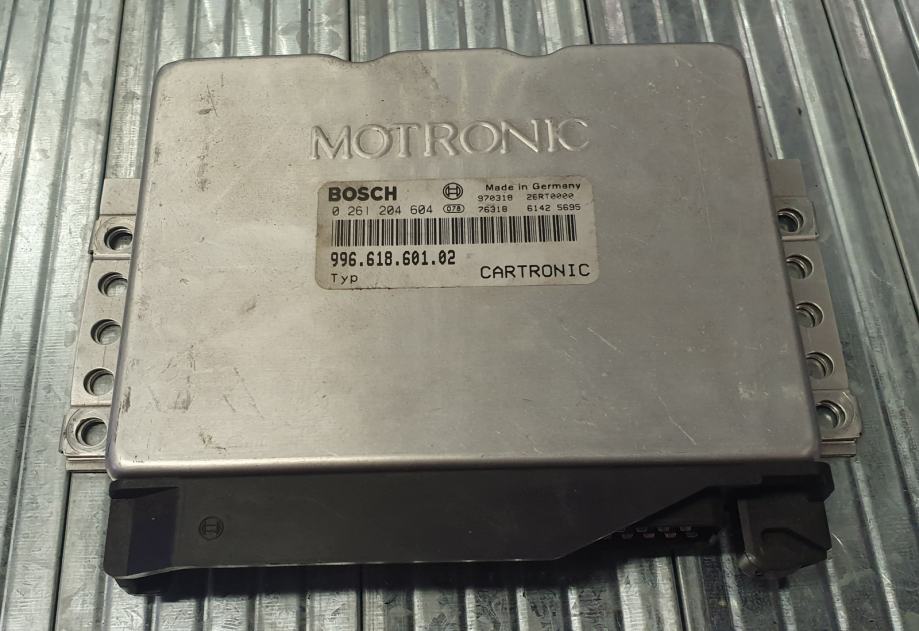 MOTRONIC
BOSCH Made in Germany
970318 26RT0000
0 261 204 604 078 76318 6142 5695
996.618.601.02
Typ CARTRONIC